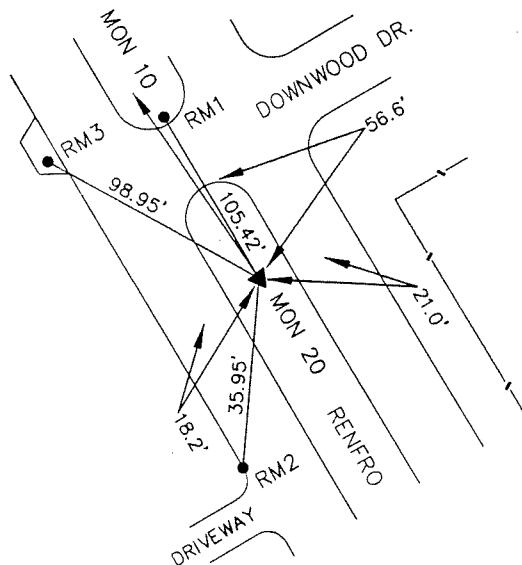 MON 10
DOWNWOOD DR.
RM1
56.6'
RM3
98.95'
105.42'
21.0'
MON 20
18.2'
35.95'
RENFRO
RM2
DRIVEWAY